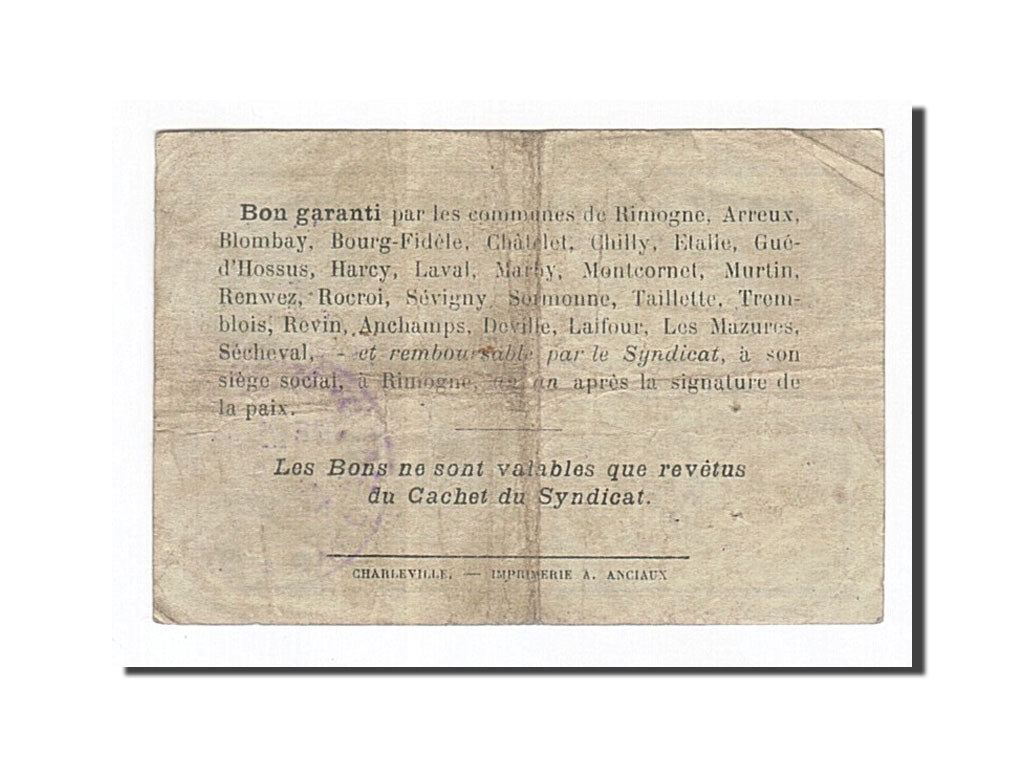 Bon garanti par les communes de Rimogne, Arreux,
Blombay, Bourg-Fidèle, Châtelet, Chilly, Etalle, Gué-
d'Hossus, Harcy, Laval, Marby, Montcornet, Murtin,
Renwez, Rocroi, Sévigny, Sormonne, Taillette, Trem-
blois, Revin, Anchamps, Deville, Laifour, Les Mazures,
Sécheval, - et remboursable par le Syndicat, à son
siège social, à Rimogne, un an après la signature de
la paix.
Les Bons ne sont valables que revêtus
du Cachet du Syndicat.
CHARLEVILLE. — IMPRIMERIE A. ANCIAUX